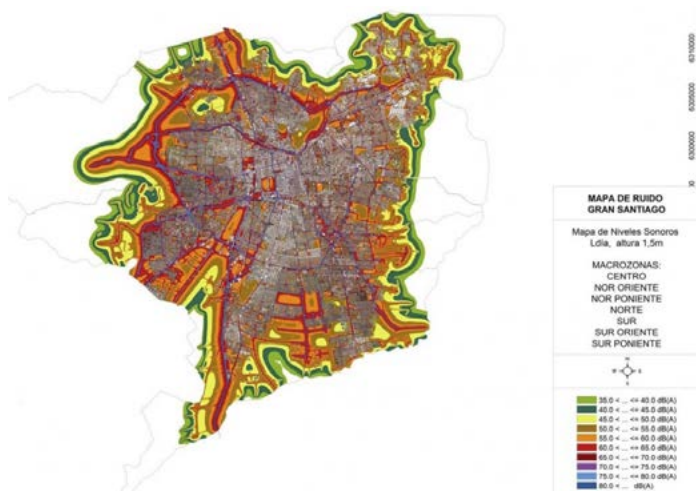 6310000
6305000
6300000
MAPA DE RUIDO
GRAN SANTIAGO
Mapa de Niveles Sonoros
Ldía, altura 1,5m
MACROZONAS:
CENTRO
NOR ORIENTE
NOR PONIENTE
NORTE
SUR
SUR ORIENTE
SUR PONIENTE
35.0 < ... <= 40.0 dB(A)
40.0 < ... <= 45.0 dB(A)
45.0 < ... <= 50.0 dB(A)
50.0 < ... <= 55.0 dB(A)
55.0 < ... <= 60.0 dB(A)
60.0 < ... <= 65.0 dB(A)
65.0 < ... <= 70.0 dB(A)
70.0 < ... <= 75.0 dB(A)
75.0 < ... <= 80.0 dB(A)
80.0 < ... dB(A)